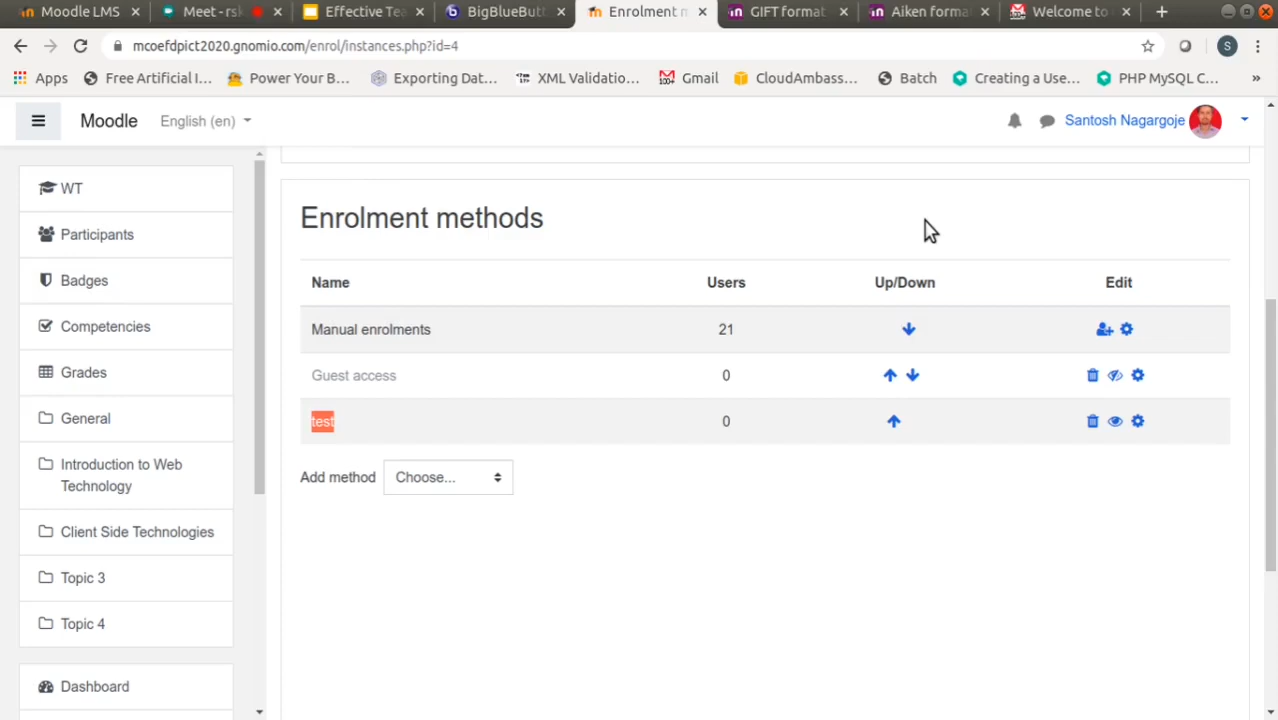 Moodle LMS
Meet - rsk
Effective Tea
BigBlueButt
Enrolment m
GIFT format
Aiken forma
Welcome to
mcoefdpict2020.gnomio.com/enrol/instances.php?id=4
S
Apps
Free Artificial I...
Power Your B...
Exporting Dat...
XML Validatio...
Gmail
CloudAmbass...
Batch
Creating a Use...
PHP MySQL C...
»
Moodle
English (en)
Santosh Nagargoje
WT
Participants
Badges
Competencies
Grades
General
Introduction to Web
Technology
Client Side Technologies
Topic 3
Topic 4
Dashboard
Enrolment methods
Name Users Up/Down Edit
Manual enrolments 21
Guest access 0
test 0
Add method Choose...